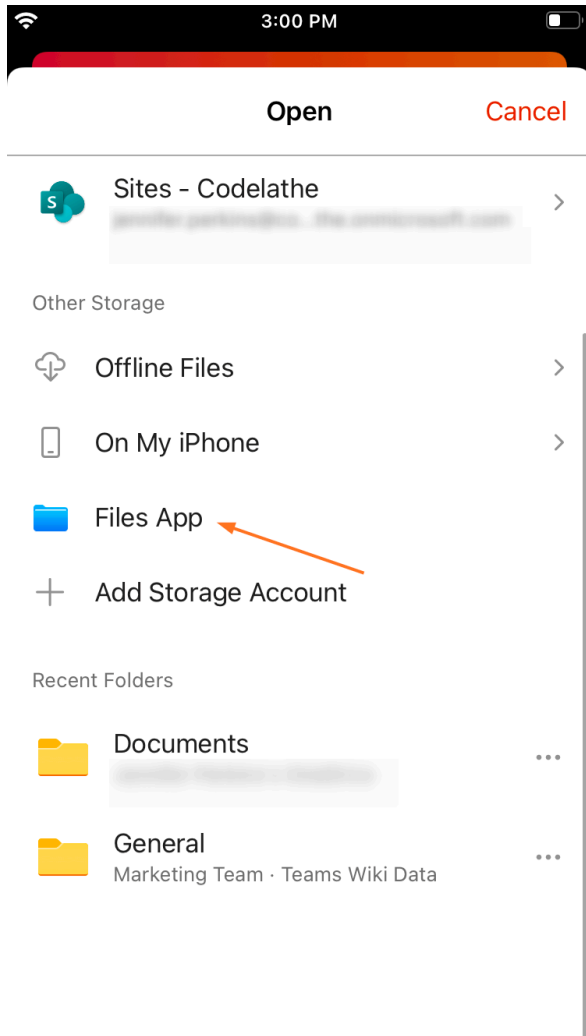 3:00 PM
Open
Cancel
S
Sites - Codelathe
Other Storage
Offline Files
On My iPhone
Files App
Add Storage Account
Recent Folders
Documents
General
Marketing Team · Teams Wiki Data